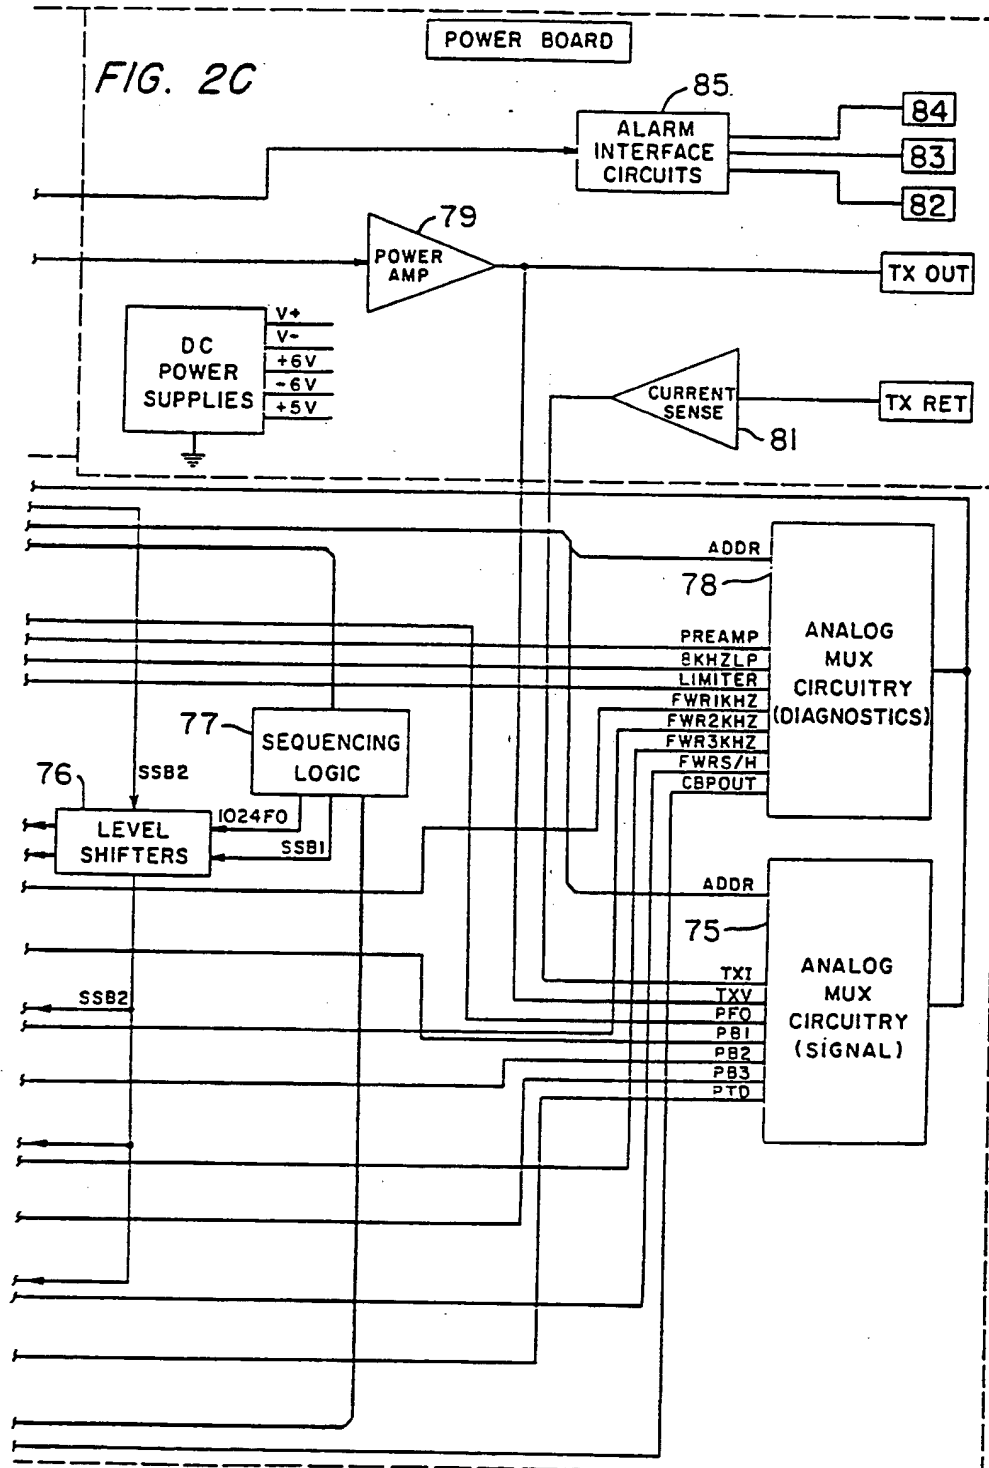 POWER BOARD
FIG. 2C
85
ALARM
INTERFACE
CIRCUITS
84
83
82
79
POWER
AMP
TX OUT
DC
POWER
SUPPLIES
V+
V-
+6V
-6V
+5V
CURRENT
SENSE
81
TX RET
ADDR
78
PREAMP
8KHZLP
LIMITER
FWR1KHZ
FWR2KHZ
FWR3KHZ
FWRS/H
CBPOUT
ANALOG
MUX
CIRCUITRY
(DIAGNOSTICS)
77
SEQUENCING
LOGIC
76
SSB2
LEVEL
SHIFTERS
1024FO
SSB1
ADDR
75
TXI
TXV
PFO
PB1
PB2
PB3
PTD
ANALOG
MUX
CIRCUITRY
(SIGNAL)
SSB2